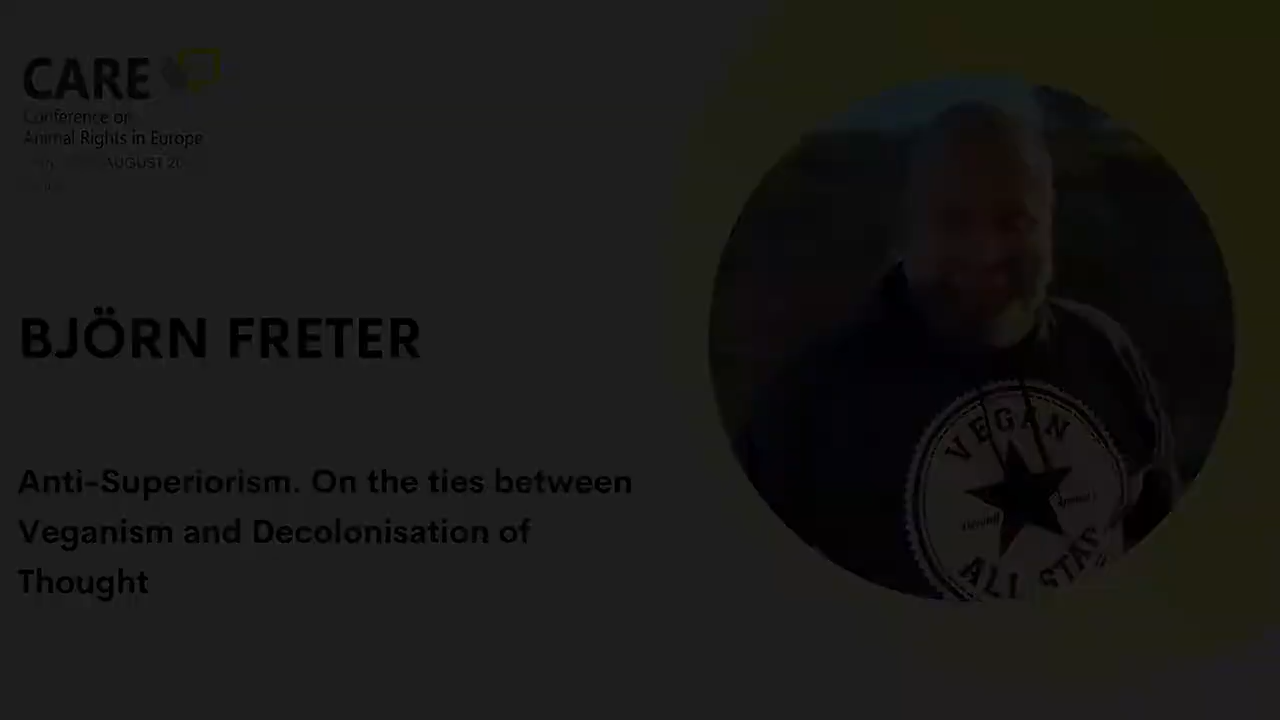 CARE
Conference on
Animal Rights in Europe
AUGUST
BJÖRN FRETER
Anti-Superiorism. On the ties between
Veganism and Decolonisation of
Thought
VEGAN
ALL STAR